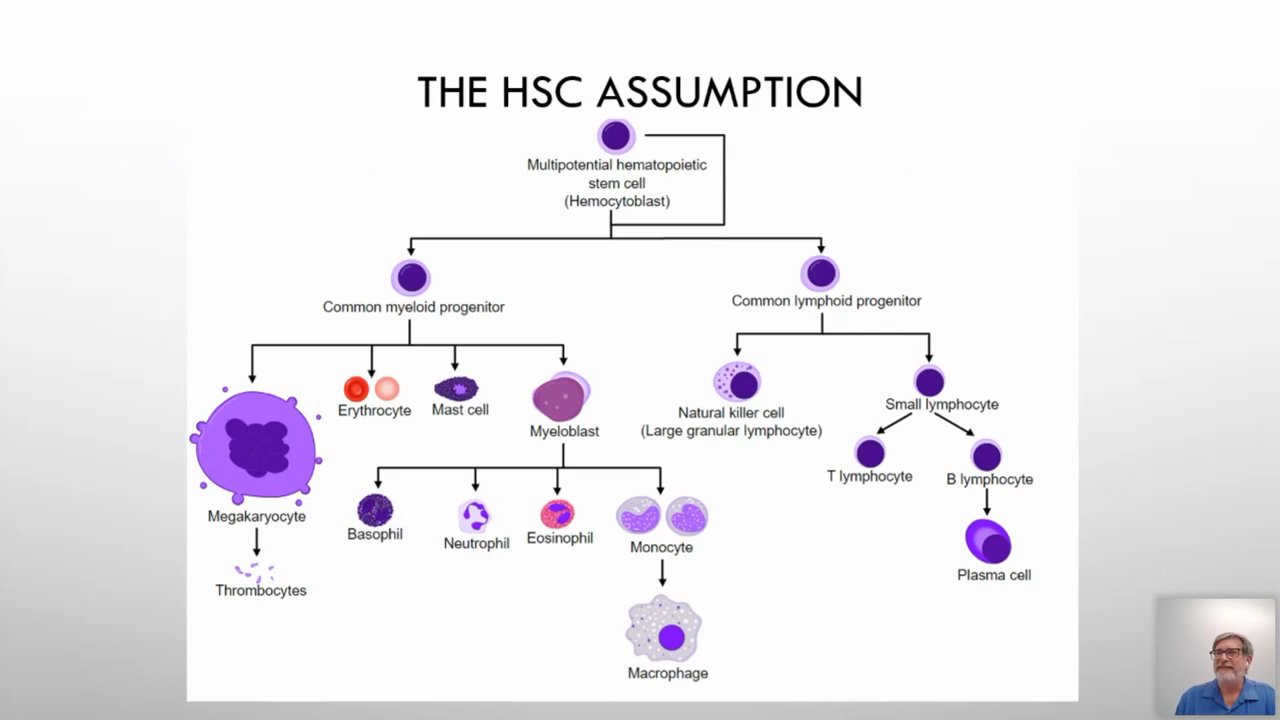 THE HSC ASSUMPTION
Multipotential hematopoietic
stem cell
(Hemocytoblast)
Common myeloid progenitor
Common lymphoid progenitor
Erythrocyte
Mast cell
Myeloblast
Natural killer cell
(Large granular lymphocyte)
Small lymphocyte
T lymphocyte
B lymphocyte
Megakaryocyte
Basophil
Neutrophil
Eosinophil
Monocyte
Plasma cell
Thrombocytes
Macrophage